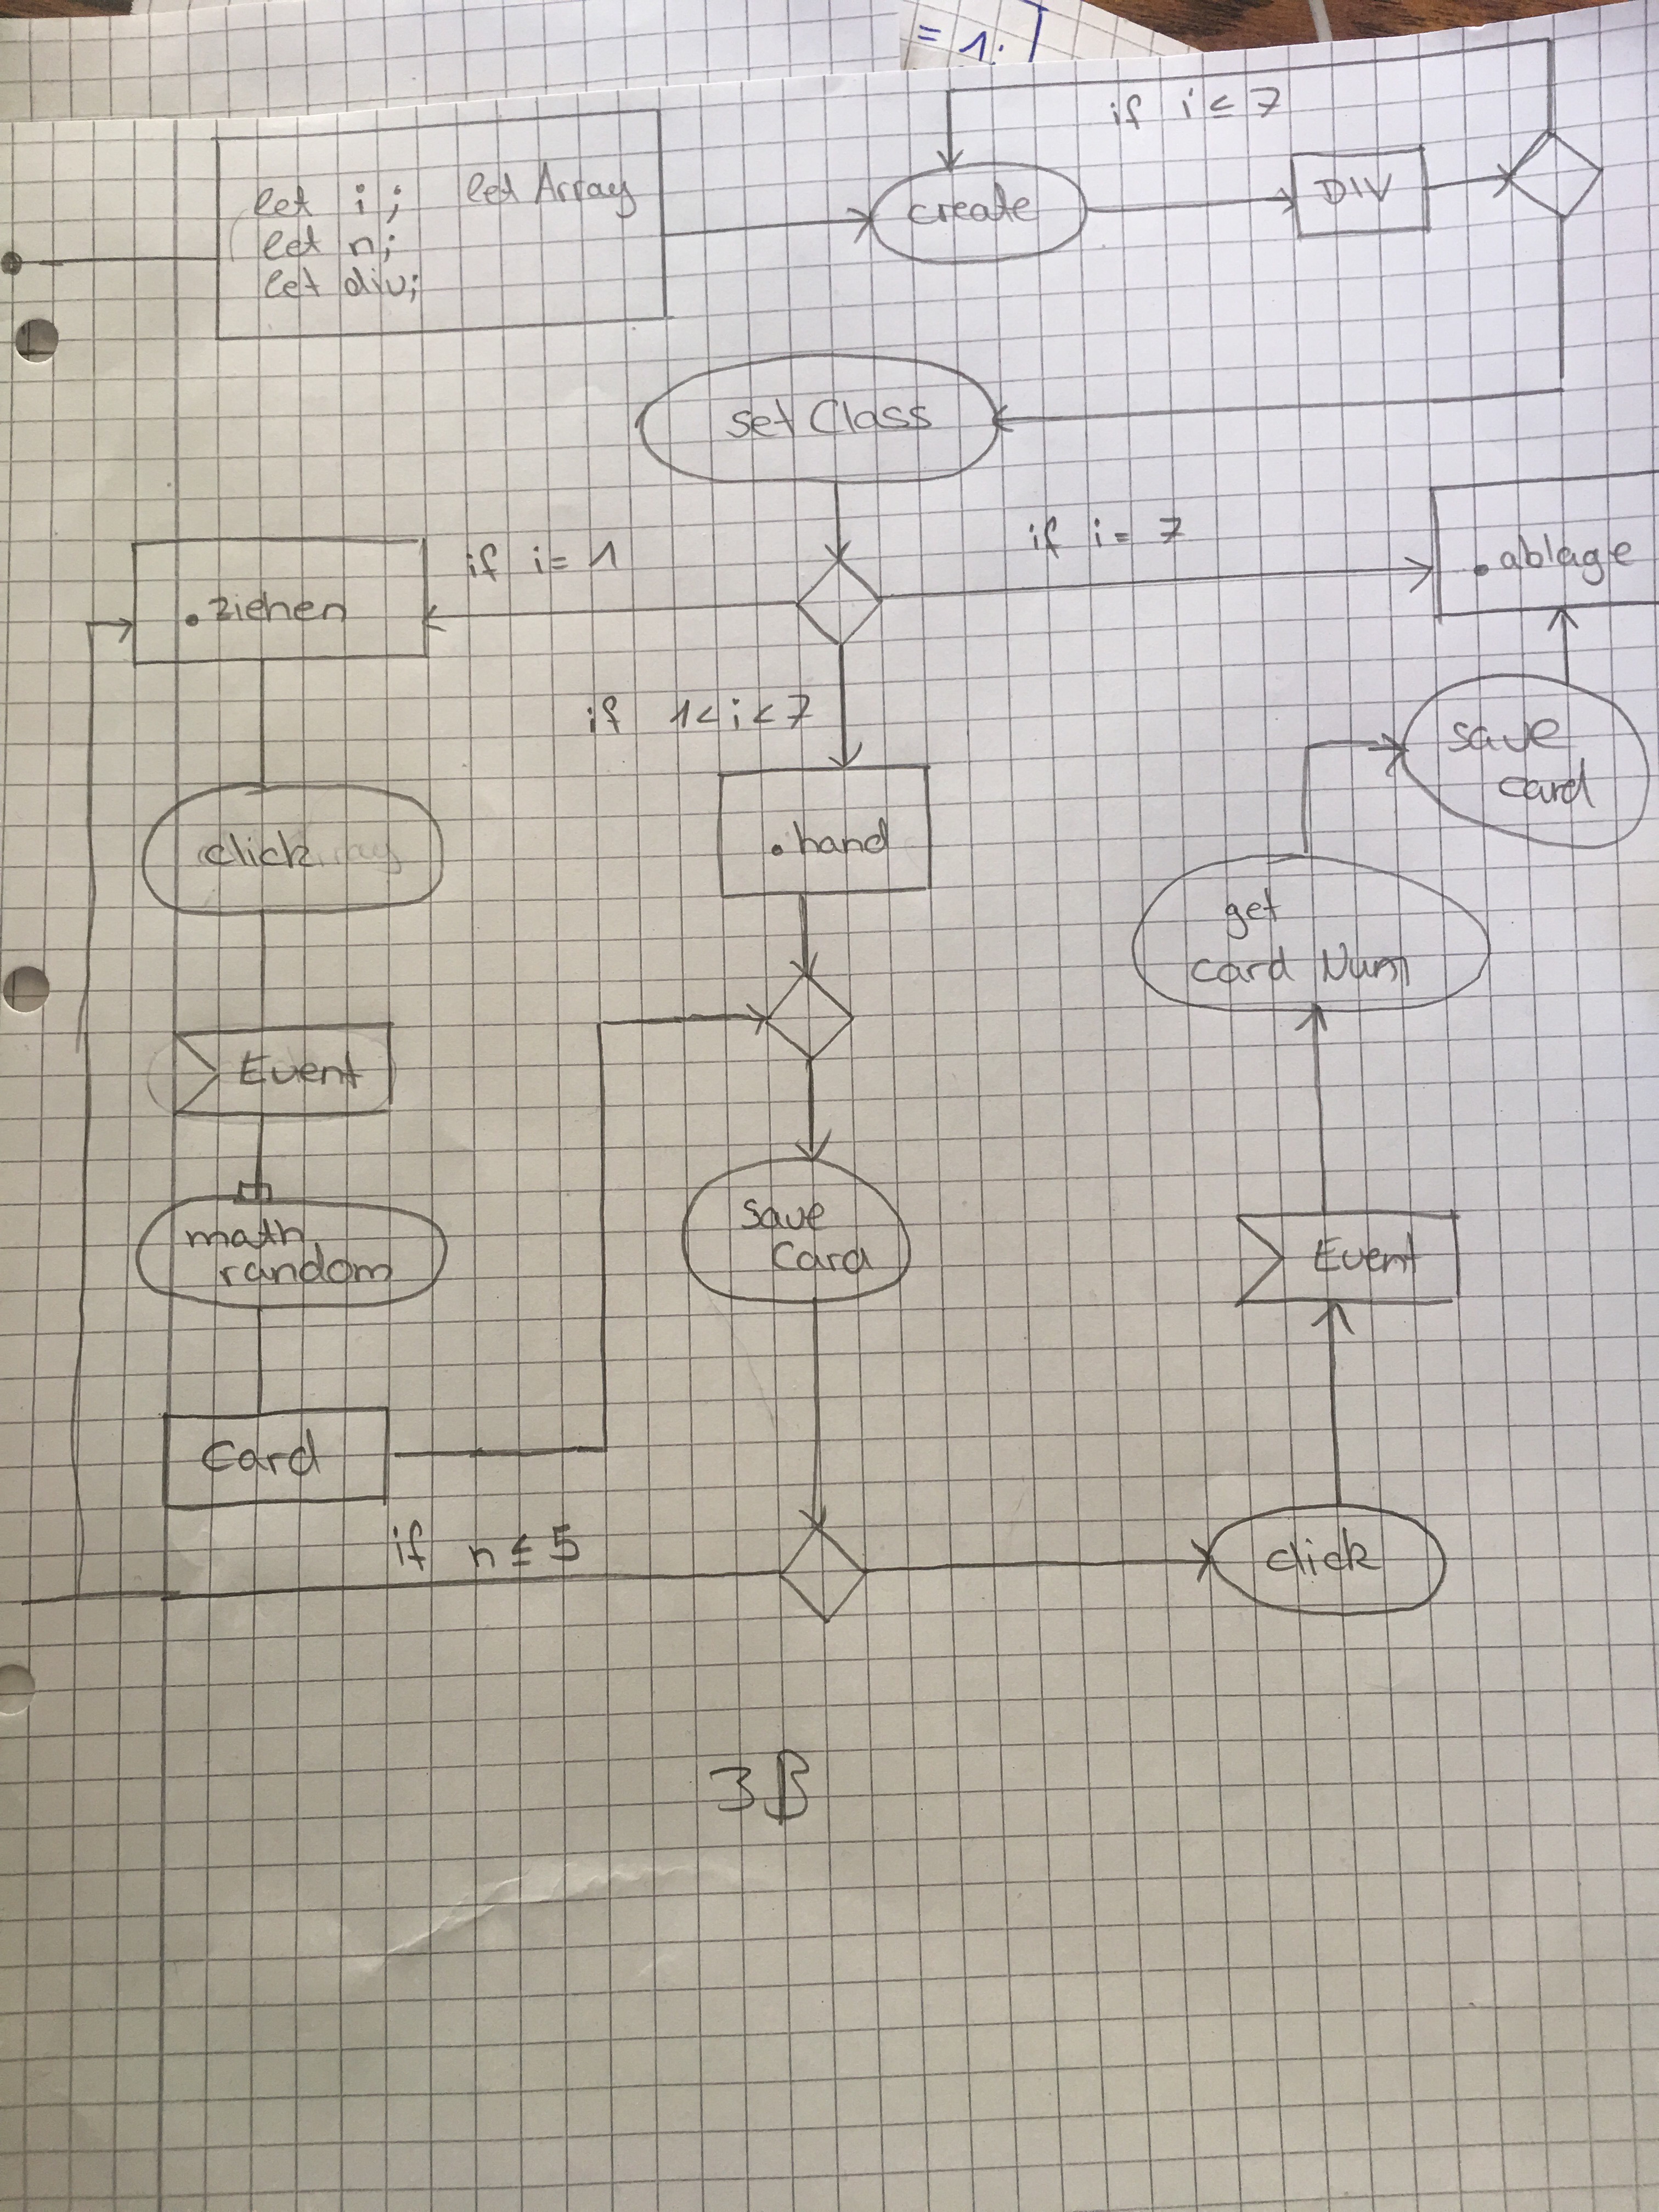 = 1;
if i ≤ 7
let i; let Array
let n;
let div;
create
DIV
set Class
if i = 1
if i = 7
.ziehen
.ablage
if 1 < i < 7
save
card
click
.hand
get
card Num
Event
math
random
save
Card
Event
Card
if n ≤ 5
click
3B